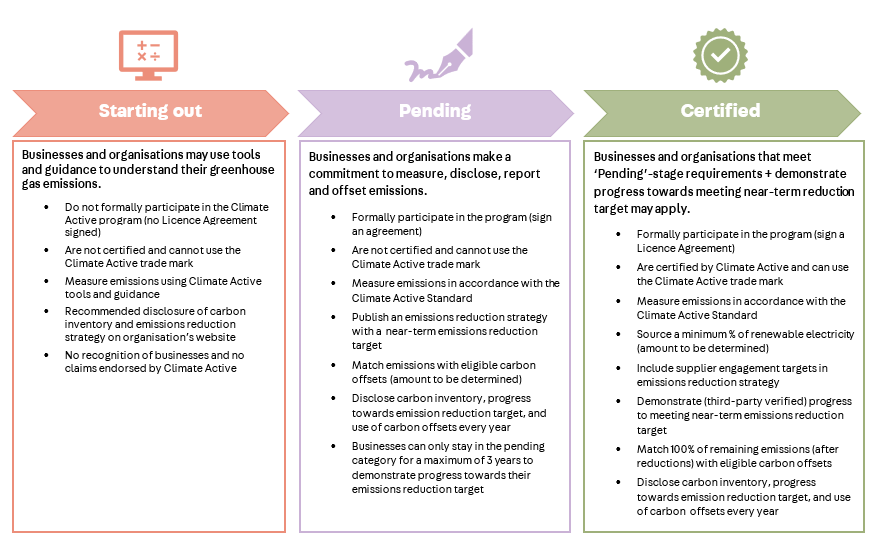 Starting out
Businesses and organisations may use tools
and guidance to understand their greenhouse
gas emissions.
• Do not formally participate in the Climate
Active program (no Licence Agreement
signed)
• Are not certified and cannot use the
Climate Active trade mark
• Measure emissions using Climate Active
tools and guidance
• Recommended disclosure of carbon
inventory and emissions reduction
strategy on organisation's website
• No recognition of businesses and no
claims endorsed by Climate Active
Pending
Businesses and organisations make a
commitment to measure, disclose, report
and offset emissions.
• Formally participate in the program (sign
an agreement)
• Are not certified and cannot use the
Climate Active trade mark
• Measure emissions in accordance with the
Climate Active Standard
• Publish an emissions reduction strategy
with a near-term emissions reduction
target
• Match emissions with eligible carbon
offsets (amount to be determined)
• Disclose carbon inventory, progress
towards emission reduction target, and
use of carbon offsets every year
• Businesses can only stay in the pending
category for a maximum of 3 years to
demonstrate progress towards their
emissions reduction target
Certified
Businesses and organisations that meet
'Pending'-stage requirements + demonstrate
progress towards meeting near-term reduction
target may apply.
• Formally participate in the program (sign a
Licence Agreement)
• Are certified by Climate Active and can use
the Climate Active trade mark
• Measure emissions in accordance with the
Climate Active Standard
• Source a minimum % of renewable electricity
(amount to be determined)
• Include supplier engagement targets in
emissions reduction strategy
• Demonstrate (third-party verified) progress
to meeting near-term emissions reduction
target
• Match 100% of remaining emissions (after
reductions) with eligible carbon offsets
• Disclose carbon inventory, progress
towards emission reduction target, and use
of carbon offsets every year